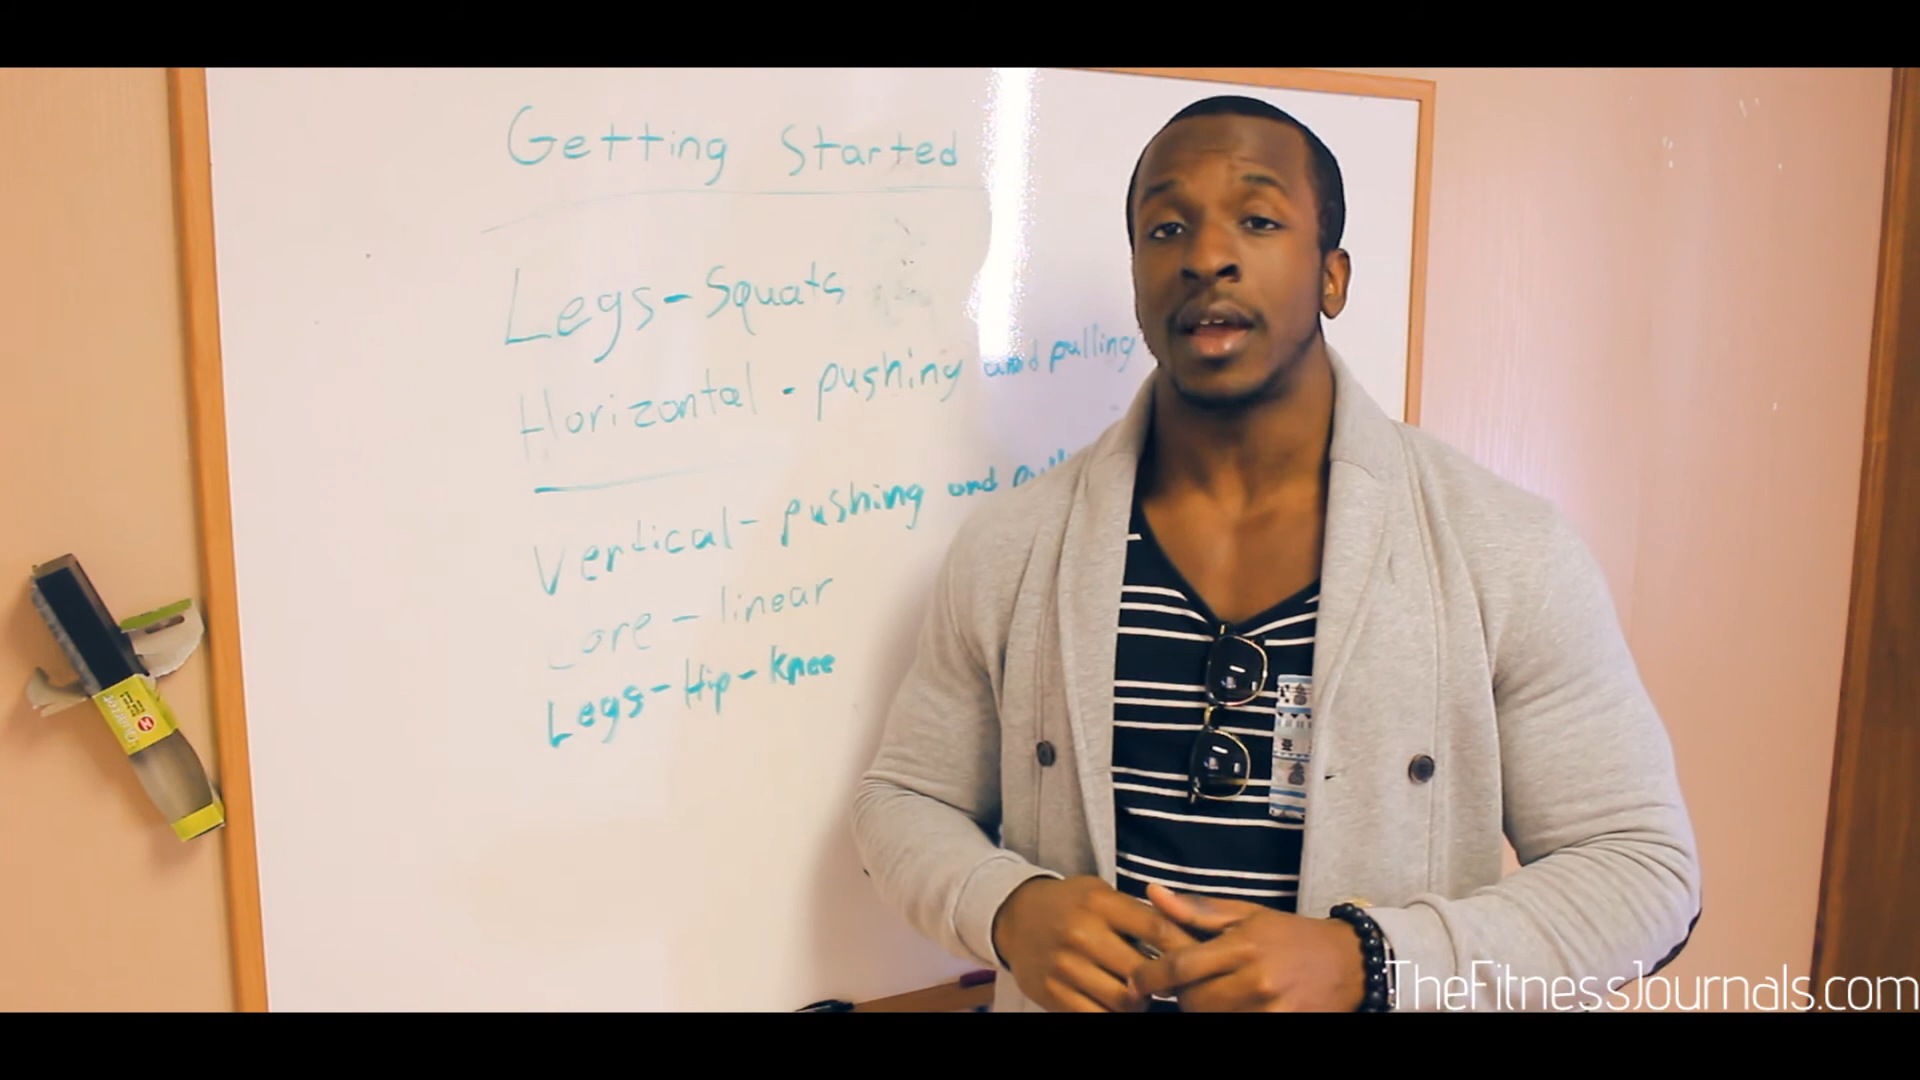 Getting Started
Legs-Squats
Horizontal - pushing and pulling
Vertical - pushing and
Core - linear
Legs-Hip-Knee
TheFitnessJournals.com